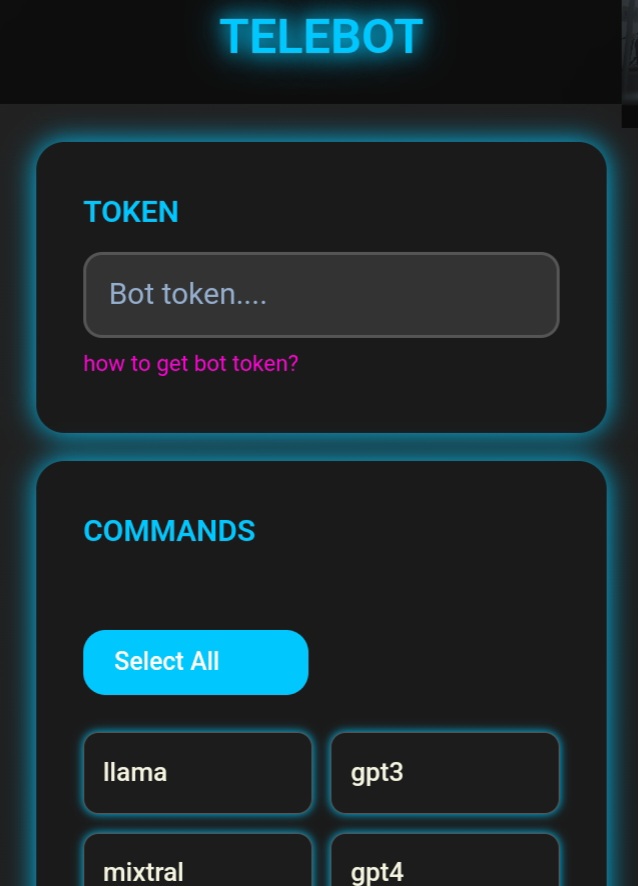 TELEBOT
TOKEN
Bot token....
how to get bot token?
COMMANDS
Select All
llama
gpt3
mixtral
gpt4